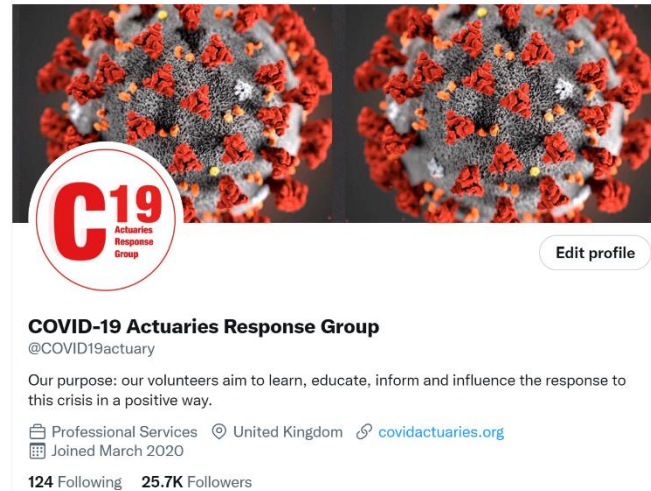 C19
Actuaries
Response
Group
Edit profile
COVID-19 Actuaries Response Group
@COVID19actuary
Our purpose: our volunteers aim to learn, educate, inform and influence the response to
this crisis in a positive way.
Professional Services United Kingdom covidactuaries.org
Joined March 2020
124 Following 25.7K Followers